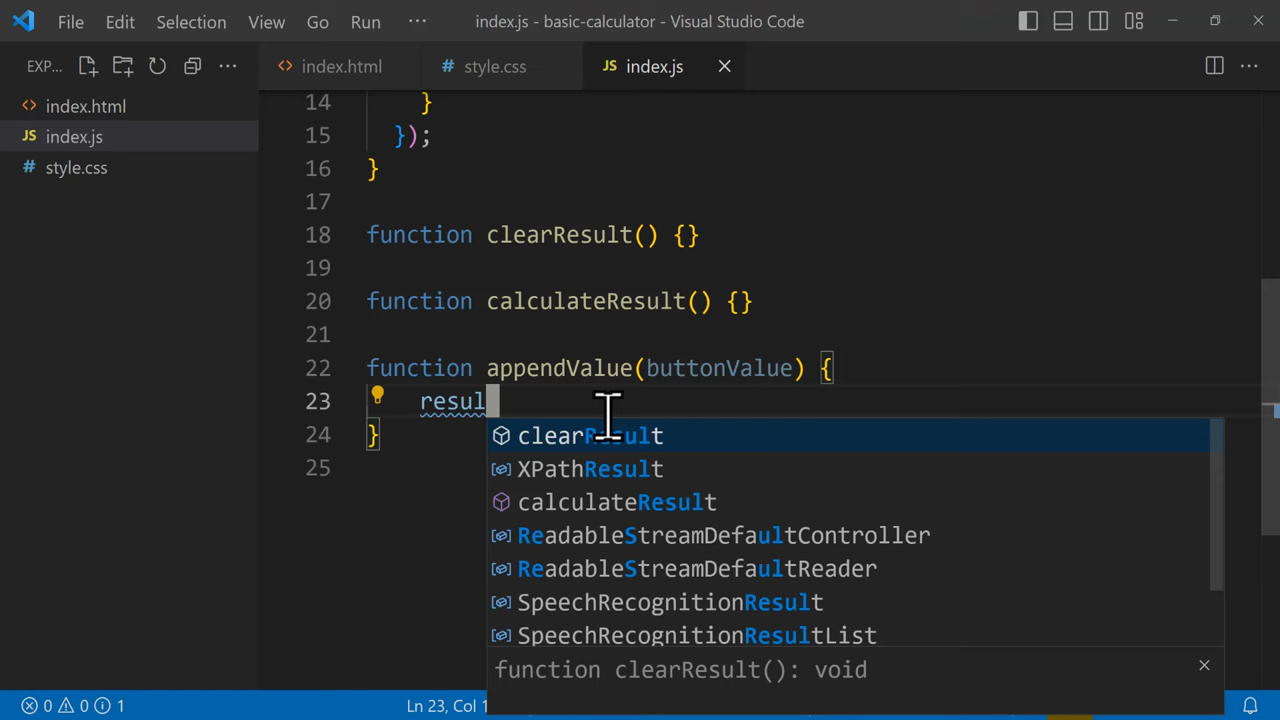 File Edit Selection View Go Run ··· index.js - basic-calculator - Visual Studio Code
EXP... ···
index.html
style.css
JS index.js
index.html
JS index.js
# style.css
14 }
15 });
16 }
17
18 function clearResult() {}
19
20 function calculateResult() {}
21
22 function appendValue(buttonValue) {
23 resul
24 }
25
clearResult
XPathResult
calculateResult
ReadableStreamDefaultController
ReadableStreamDefaultReader
SpeechRecognitionResult
SpeechRecognitionResultList
function clearResult(): void
0 0 1 Ln 23, Col